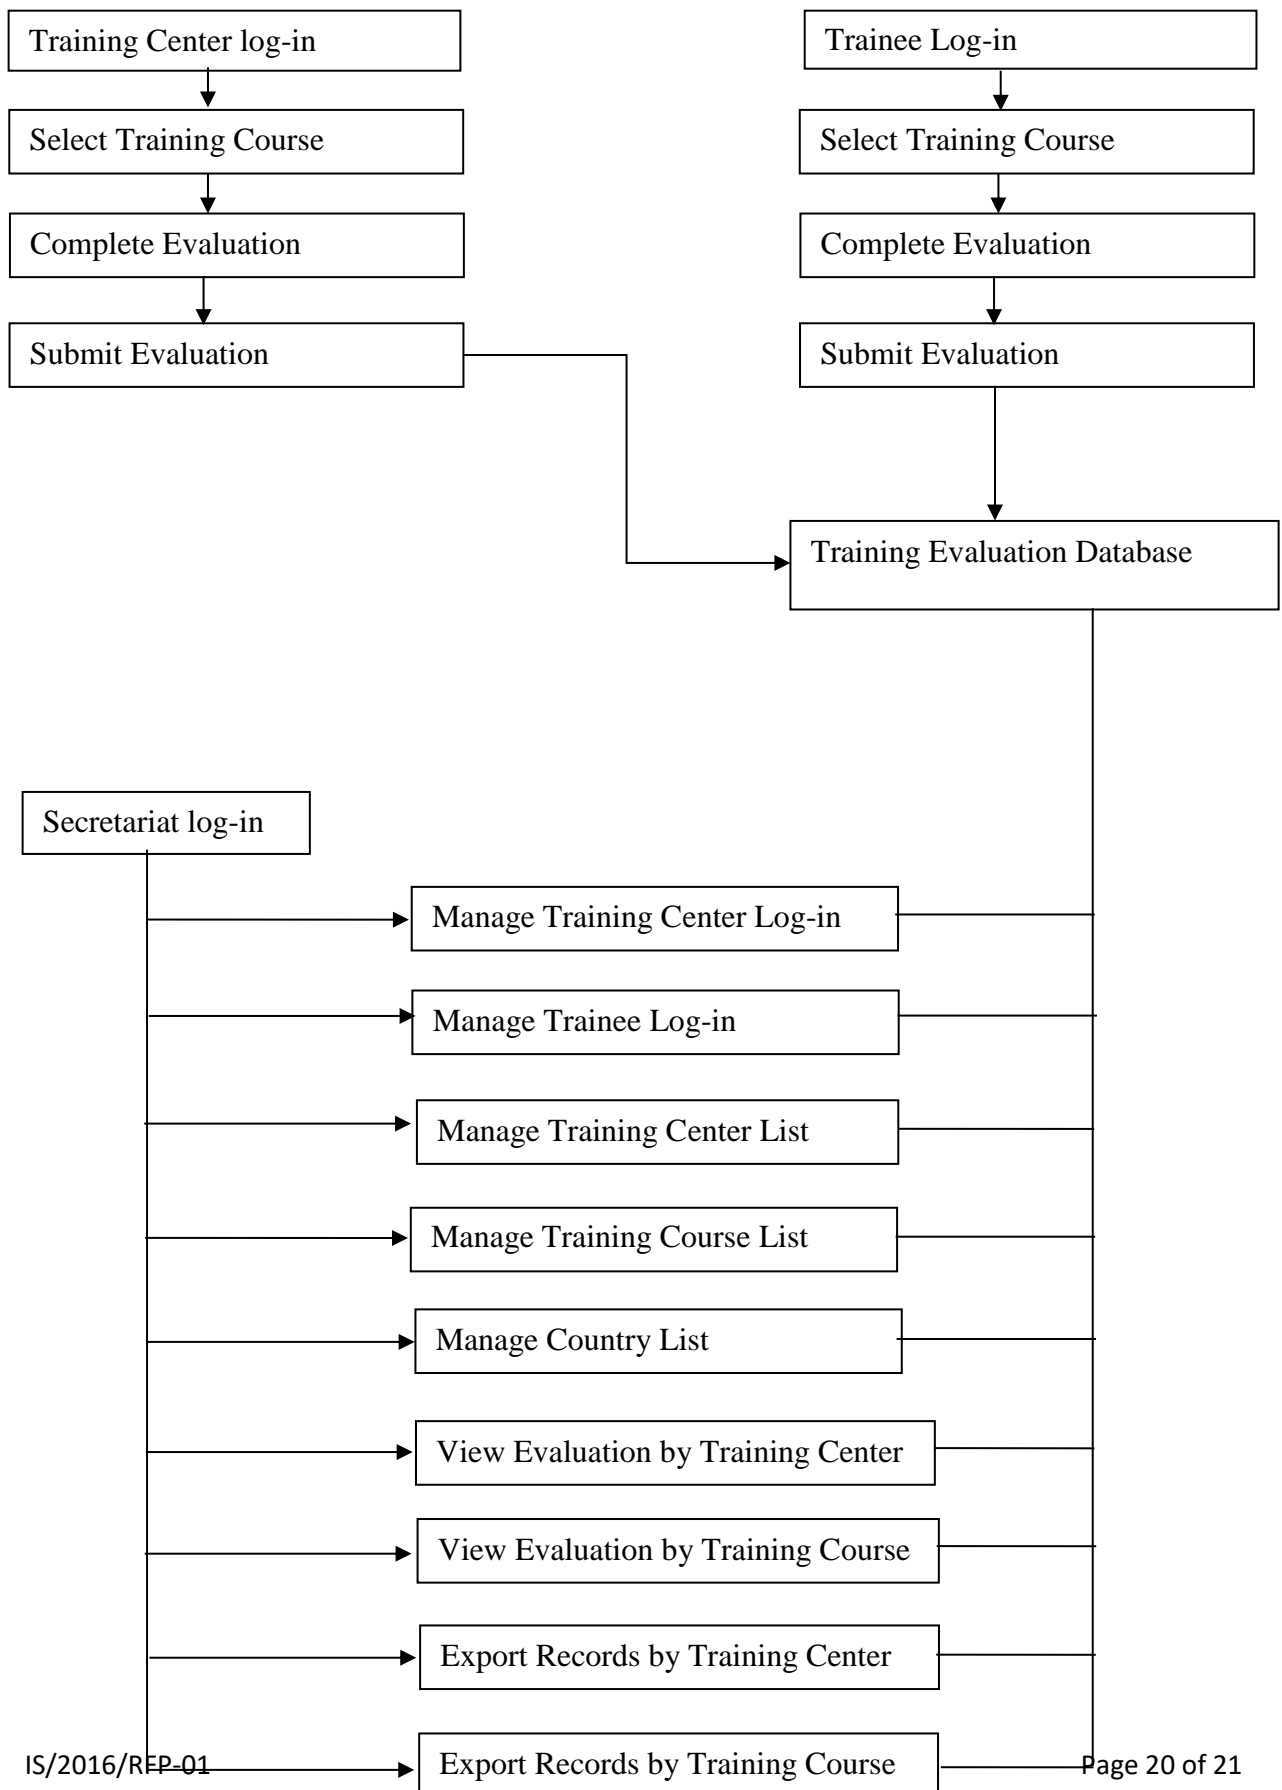 Training Center log-in
Trainee Log-in
Select Training Course
Select Training Course
Complete Evaluation
Complete Evaluation
Submit Evaluation
Submit Evaluation
Training Evaluation Database
Secretariat log-in
Manage Training Center Log-in
Manage Trainee Log-in
Manage Training Center List
Manage Training Course List
Manage Country List
View Evaluation by Training Center
View Evaluation by Training Course
Export Records by Training Center
Export Records by Training Course
IS/2016/RFP-01
Page 20 of 21